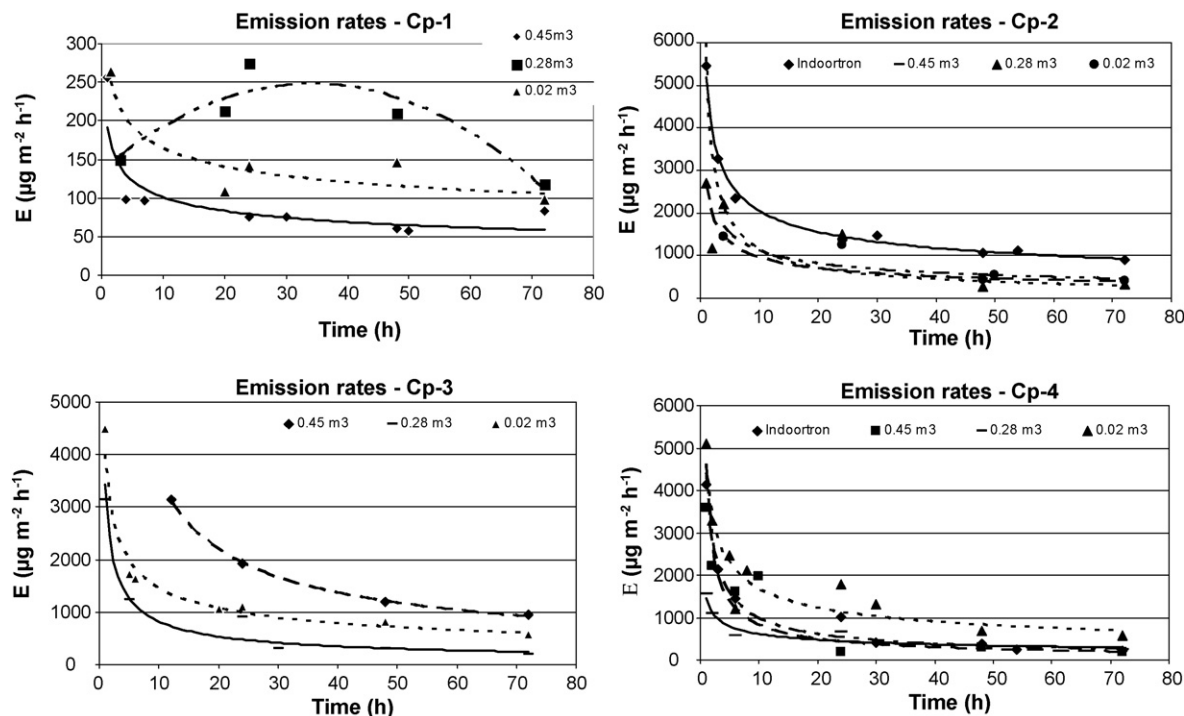 Emission rates - Cp-1
0.45m3
0.28m3
0.02 m3
E (µg m-2 h-1)
300
250
200
150
100
50
0
0 10 20 30 40 50 60 70 80
Time (h)
Emission rates - Cp-2
Indoortron 0.45 m3 0.28 m3 0.02 m3
E (µg m-2 h-1)
6000
5000
4000
3000
2000
1000
0
0 10 20 30 40 50 60 70 80
Time (h)
Emission rates - Cp-3
0.45 m3 0.28 m3 0.02 m3
E (µg m-2 h-1)
5000
4000
3000
2000
1000
0
0 10 20 30 40 50 60 70 80
Time (h)
Emission rates - Cp-4
Indoortron 0.45 m3 0.28 m3 0.02 m3
E (µg m-2 h-1)
6000
5000
4000
3000
2000
1000
0
0 10 20 30 40 50 60 70 80
Time (h)